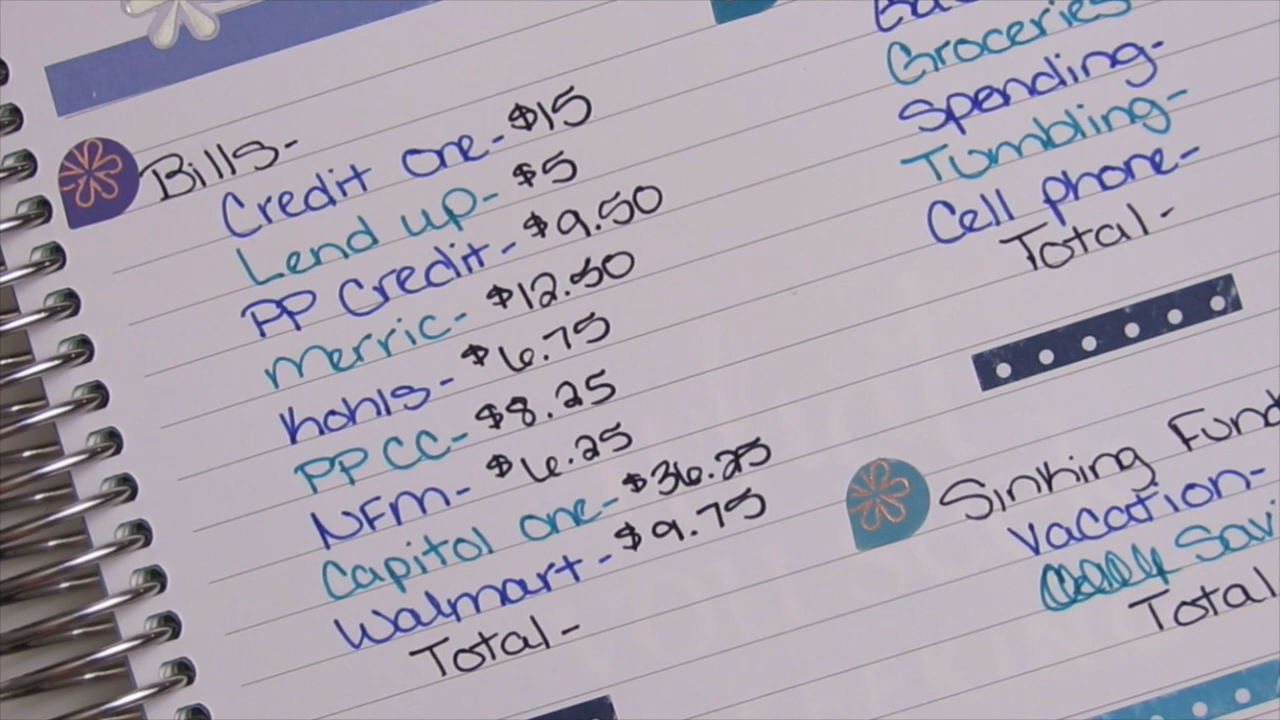 Bills-
Credit one- $15
Lend up- $5
PP Credit- $9.50
Merric- $12.50
Kohls- $6.75
PP CC- $8.25
NFM- $6.25
Capitol one- $36.25
Walmart- $9.75
Total-
Groceries
Spending-
Tumbling-
Cell phone-
Total-
Sinking Fund
Vacation-
Savi
Total